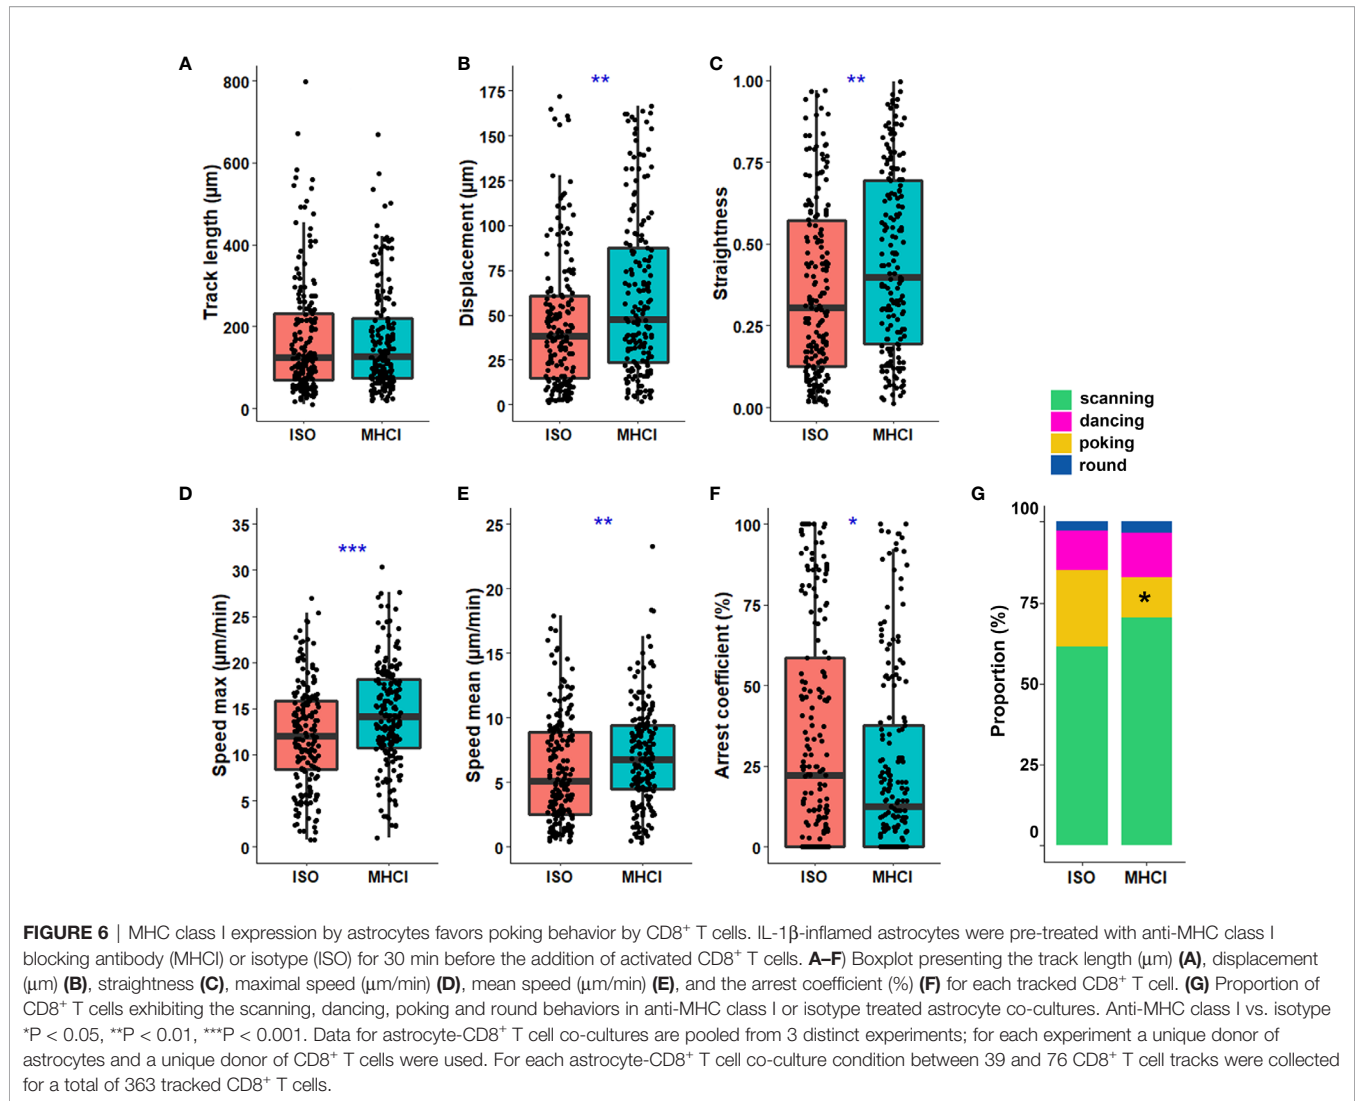 A
Track length (µm)
800
600
400
200
0
ISO MHCI
B
**
Displacement (µm)
175
150
125
100
75
50
25
0
ISO MHCI
C
**
Straightness
1.00
0.75
0.50
0.25
0.00
ISO MHCI
scanning
dancing
poking
round
D
***
Speed max (µm/min)
35
30
25
20
15
10
5
0
ISO MHCI
E
**
Speed mean (µm/min)
25
20
15
10
5
0
ISO MHCI
F
*
Arrest coefficient (%)
100
75
50
25
0
ISO MHCI
G
Proportion (%)
100
75
50
25
0
*
ISO MHCI
FIGURE 6 | MHC class I expression by astrocytes favors poking behavior by CD8⁺ T cells. IL-1β-inflamed astrocytes were pre-treated with anti-MHC class I
blocking antibody (MHCI) or isotype (ISO) for 30 min before the addition of activated CD8⁺ T cells. A–F) Boxplot presenting the track length (µm) (A), displacement
(µm) (B), straightness (C), maximal speed (µm/min) (D), mean speed (µm/min) (E), and the arrest coefficient (%) (F) for each tracked CD8⁺ T cell. (G) Proportion of
CD8⁺ T cells exhibiting the scanning, dancing, poking and round behaviors in anti-MHC class I or isotype treated astrocyte co-cultures. Anti-MHC class I vs. isotype
*P < 0.05, **P < 0.01, ***P < 0.001. Data for astrocyte-CD8⁺ T cell co-cultures are pooled from 3 distinct experiments; for each experiment a unique donor of
astrocytes and a unique donor of CD8⁺ T cells were used. For each astrocyte-CD8⁺ T cell co-culture condition between 39 and 76 CD8⁺ T cell tracks were collected
for a total of 363 tracked CD8⁺ T cells.